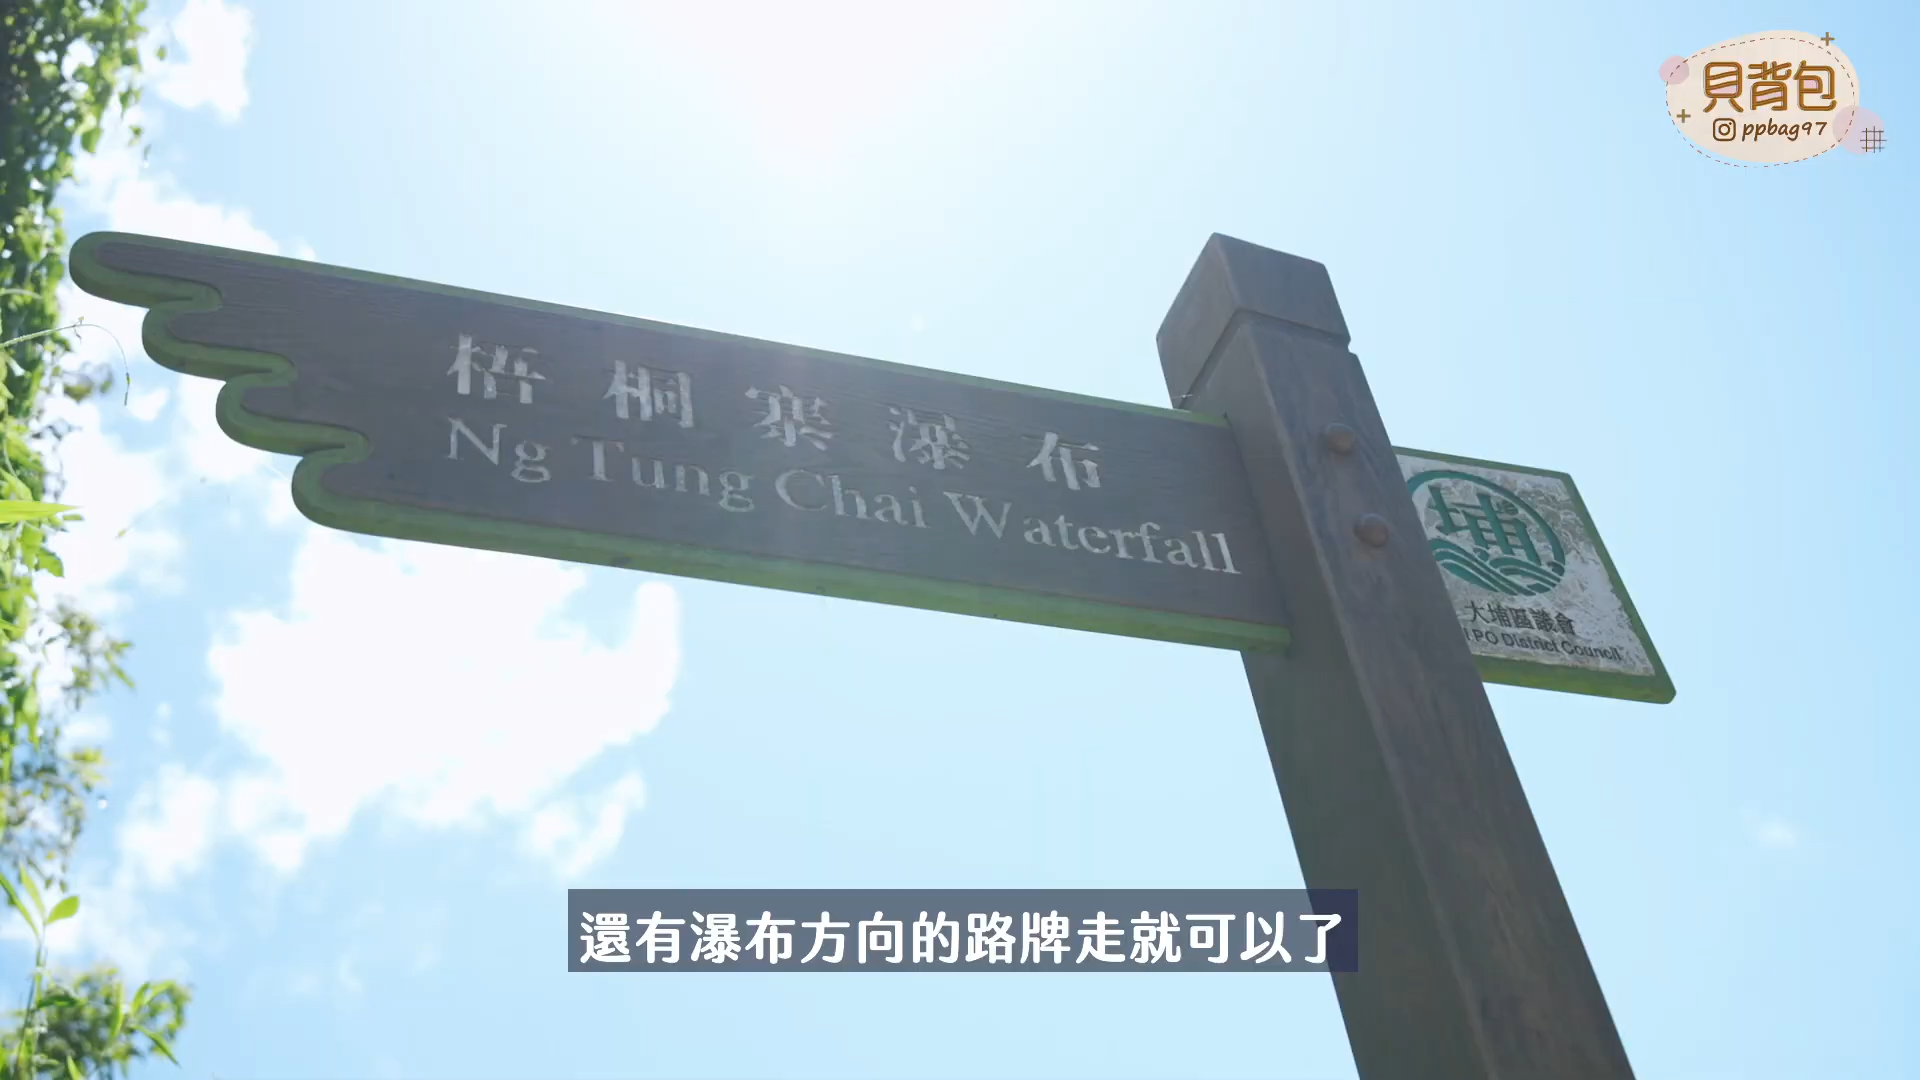 貝背包
ppbag97
梧桐寨瀑布
Ng Tung Chai Waterfall
埔
大埔區議會
I PO District Council
還有瀑布方向的路牌走就可以了